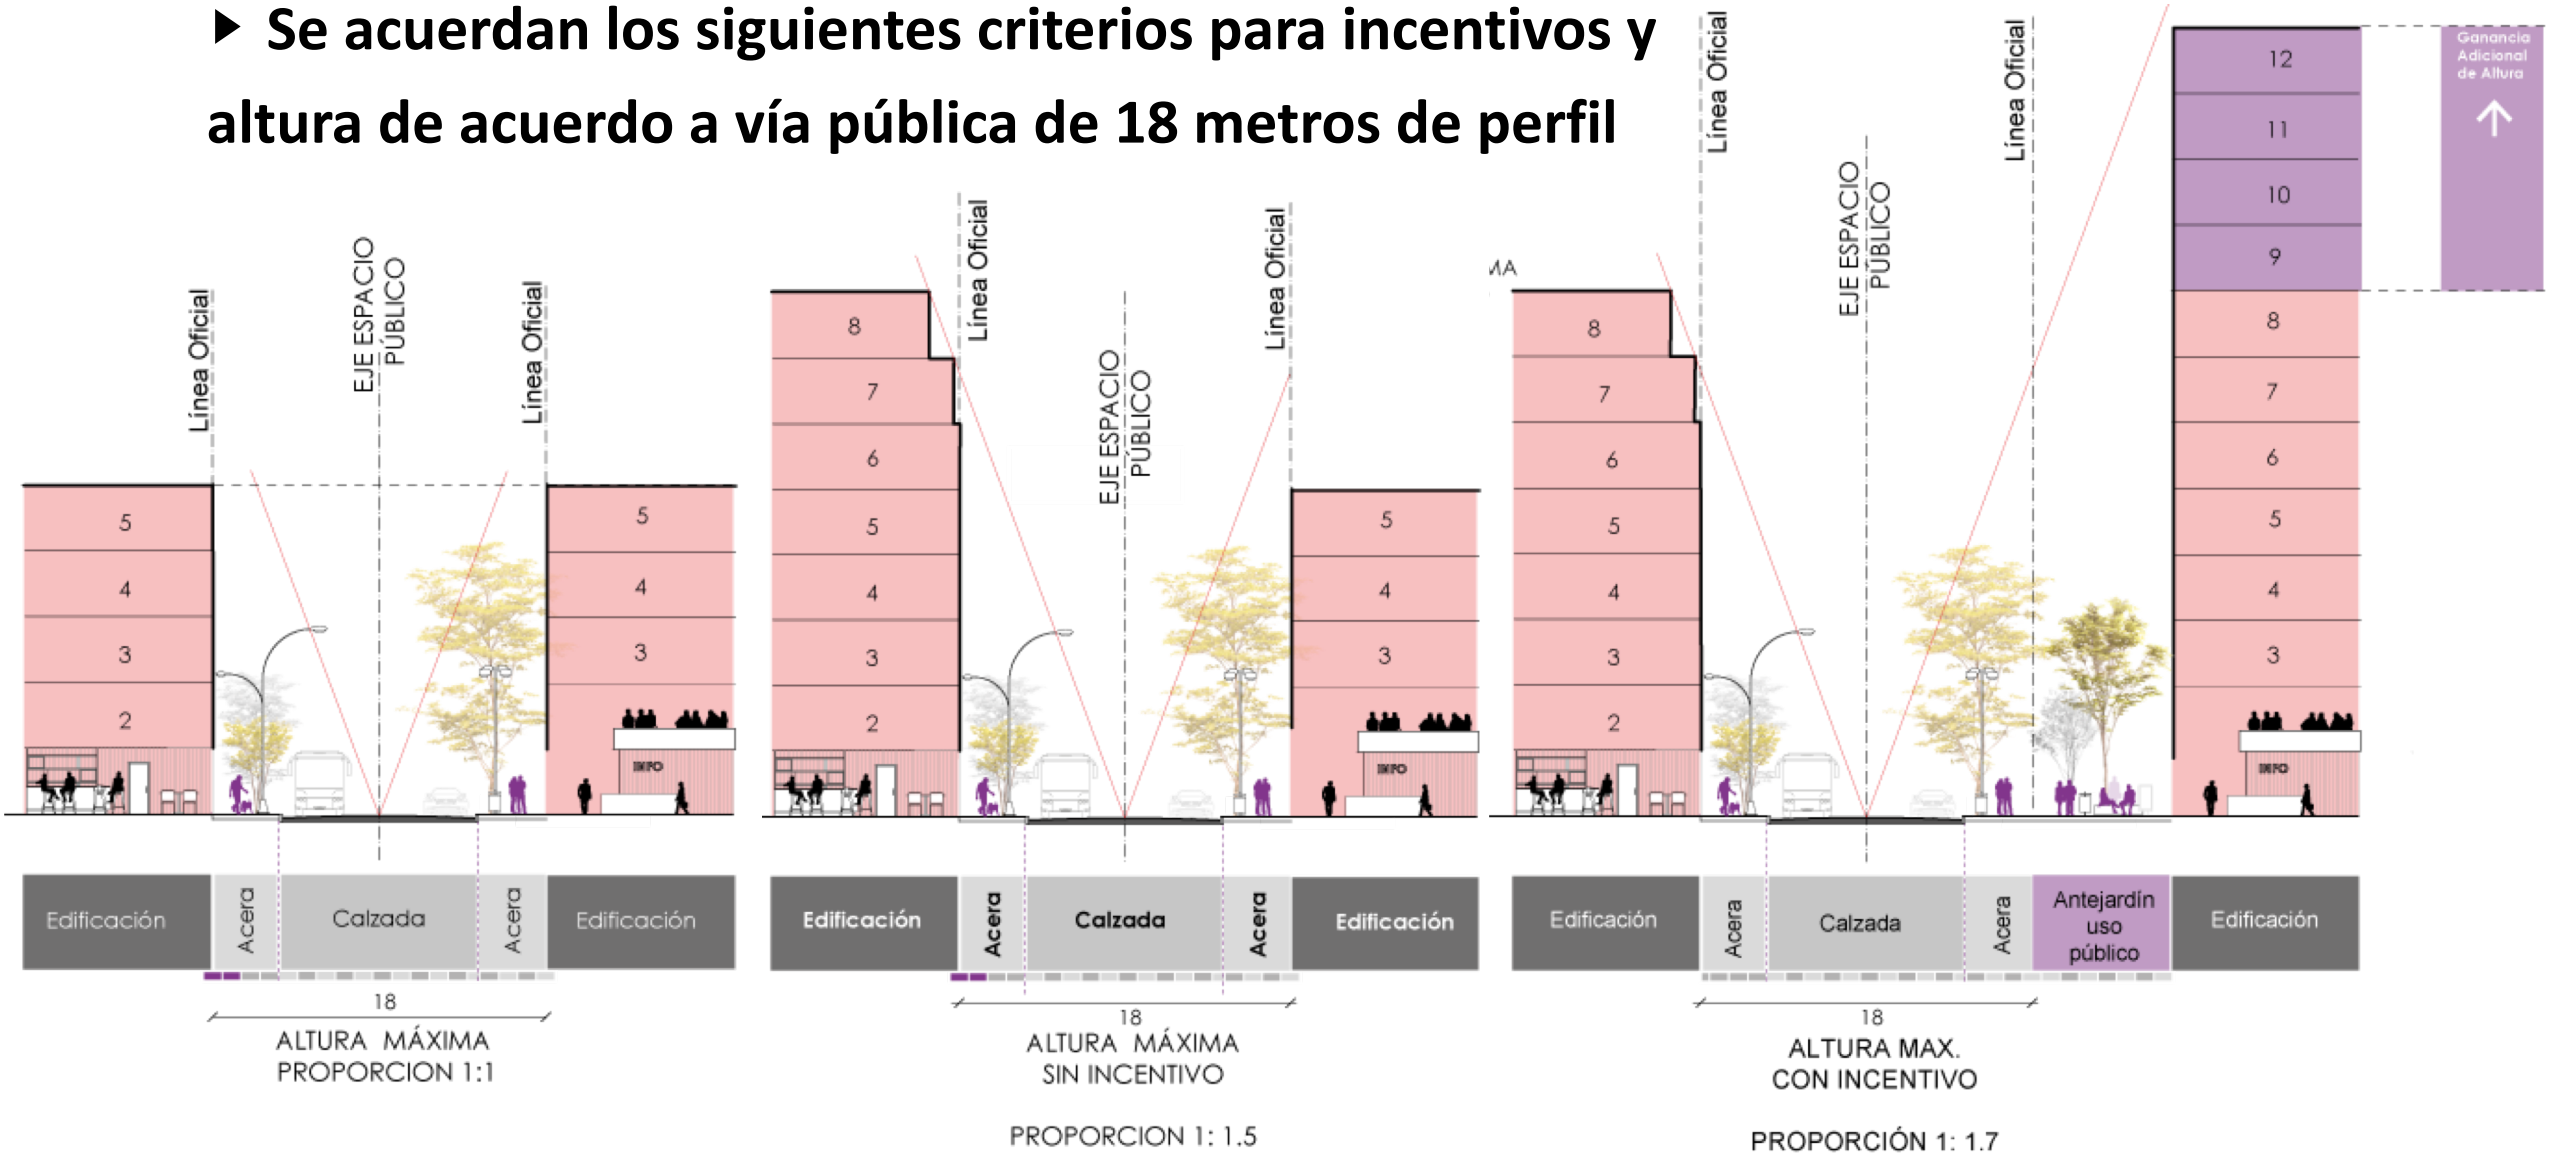 Se acuerdan los siguientes criterios para incentivos y
altura de acuerdo a vía pública de 18 metros de perfil
Línea Oficial
EJE ESPACIO
PÚBLICO
Línea Oficial
5
4
3
2
5
4
3
INFO
Edificación
Acera
Calzada
Acera
Edificación
18
ALTURA MÁXIMA
PROPORCION 1:1
Línea Oficial
EJE ESPACIO
PÚBLICO
Línea Oficial
8
7
6
5
4
3
2
5
4
3
INFO
Edificación
Acera
Calzada
Acera
Edificación
18
ALTURA MÁXIMA
SIN INCENTIVO
PROPORCION 1: 1.5
Línea Oficial
EJE ESPACIO
PÚBLICO
Línea Oficial
8
7
6
5
4
3
2
12
11
10
9
8
7
6
5
4
3
INFO
Ganancia
Adicional
de Altura
Edificación
Acera
Calzada
Acera
Antejardín
uso
público
Edificación
18
ALTURA MAX.
CON INCENTIVO
PROPORCIÓN 1: 1.7